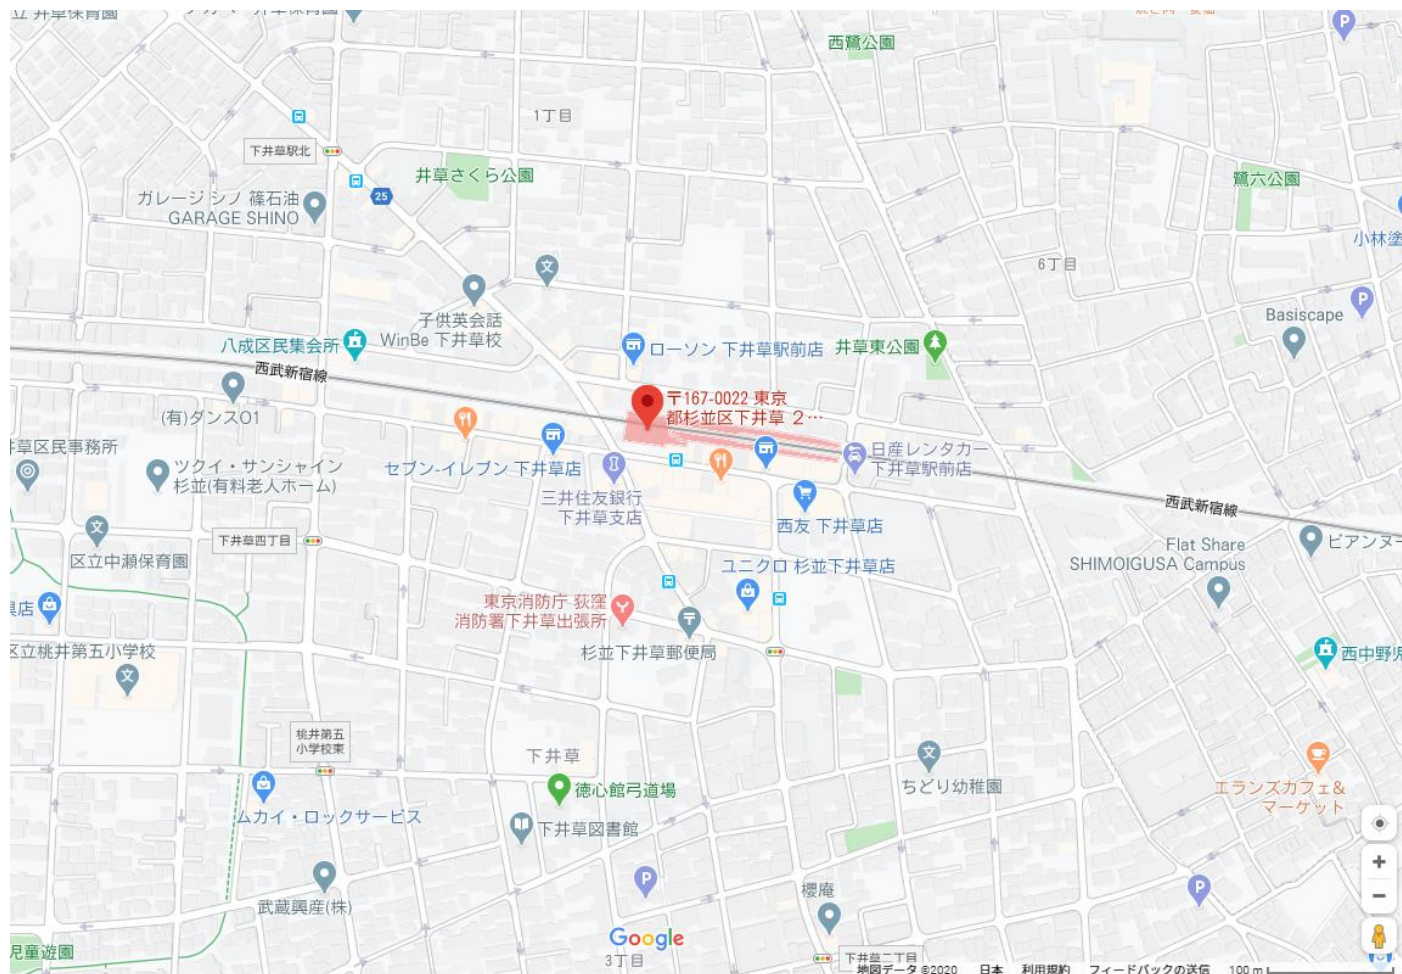 西鷺公園
P
1丁目
下井草駅北
井草さくら公園
鷺六公園
25
ガレージ シノ 篠石油
GARAGE SHINO
小林塗
6丁目
文
子供英会話
WinBe 下井草校
Basiscape
P
八成区民集会所
ローソン 下井草駅前店
井草東公園
西武新宿線
〒167-0022 東京
都杉並区下井草 2…
(有)ダンス01
井草区民事務所
セブン-イレブン 下井草店
日産レンタカー
下井草駅前店
ツクイ・サンシャイン
杉並(有料老人ホーム)
三井住友銀行
下井草支店
西武新宿線
西友 下井草店
文
下井草四丁目
区立中瀬保育園
Flat Share
SHIMOIGUSA Campus
ビアンヌー
ユニクロ 杉並下井草店
具店
東京消防庁 荻窪
消防署下井草出張所
〒
杉並下井草郵便局
区立桃井第五小学校
文
西中野児
桃井第五
小学校東
下井草
文
ちどり幼稚園
徳心館弓道場
エランズカフェ&
マーケット
ムカイ・ロックサービス
下井草図書館
P
P
武蔵興産(株)
櫻庵
Google
児童遊園
3丁目
下井草二丁目
地図データ ©2020 日本 利用規約 フィードバックの送信 100 m